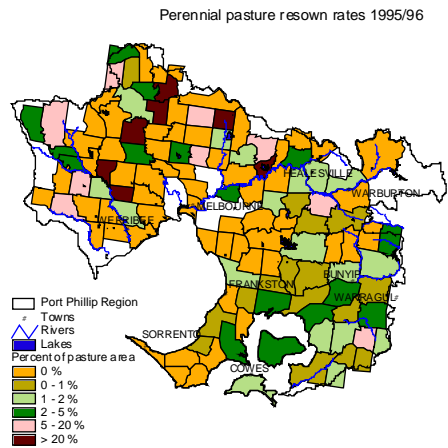 Perennial pasture resown rates 1995/96
HEALESVILLE
WARBURTON
MELBOURNE
WERRIBEE
BUNYIP
FRANKSTON
WARRAGUL
SORRENTO
COWES
Port Phillip Region
Towns
Rivers
Lakes
Percent of pasture area
0 %
0 - 1 %
1 - 2 %
2 - 5 %
5 - 20 %
> 20 %